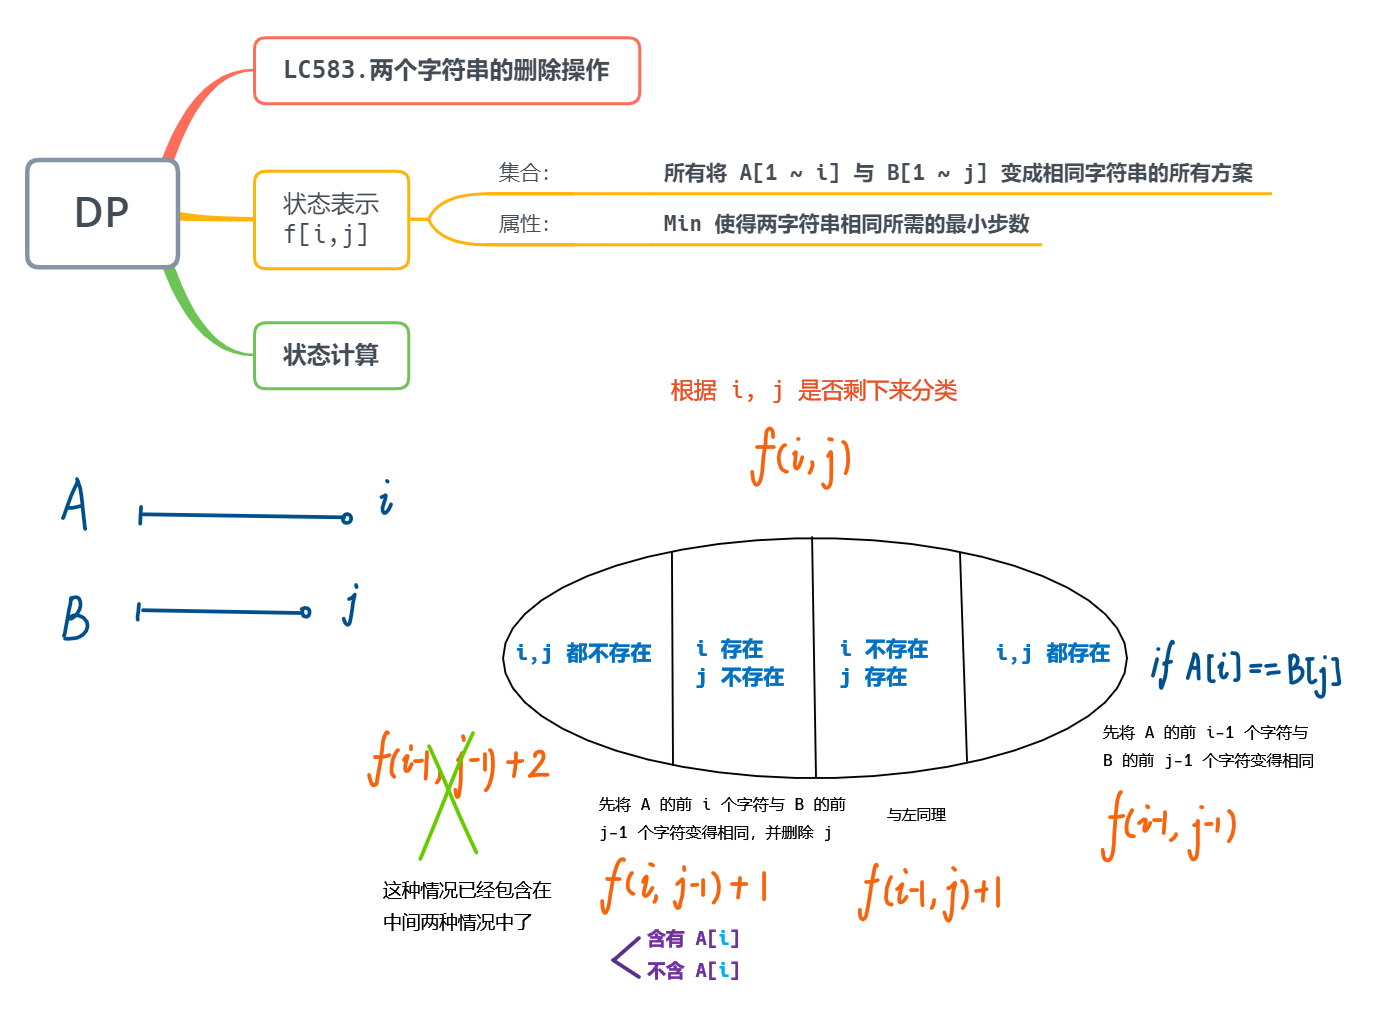 LC583.两个字符串的删除操作
DP
状态表示
f[i,j]
集合: 所有将 A[1 ~ i] 与 B[1 ~ j] 变成相同字符串的所有方案
属性: Min 使得两字符串相同所需的最小步数
状态计算
根据 i, j 是否剩下来分类
f(i,j)
A i
B j
i,j 都不存在
i 存在
j 不存在
i 不存在
j 存在
i,j 都存在
if A[i]==B[j]
先将 A 的前 i-1 个字符与
B 的前 j-1 个字符变得相同
f(i-1, j-1)
f(i-1, j-1)+2
这种情况已经包含在
中间两种情况中了
先将 A 的前 i 个字符与 B 的前
j-1 个字符变得相同, 并删除 j
f(i, j-1)+1
含有 A[i]
不含 A[i]
与左同理
f(i-1,j)+1